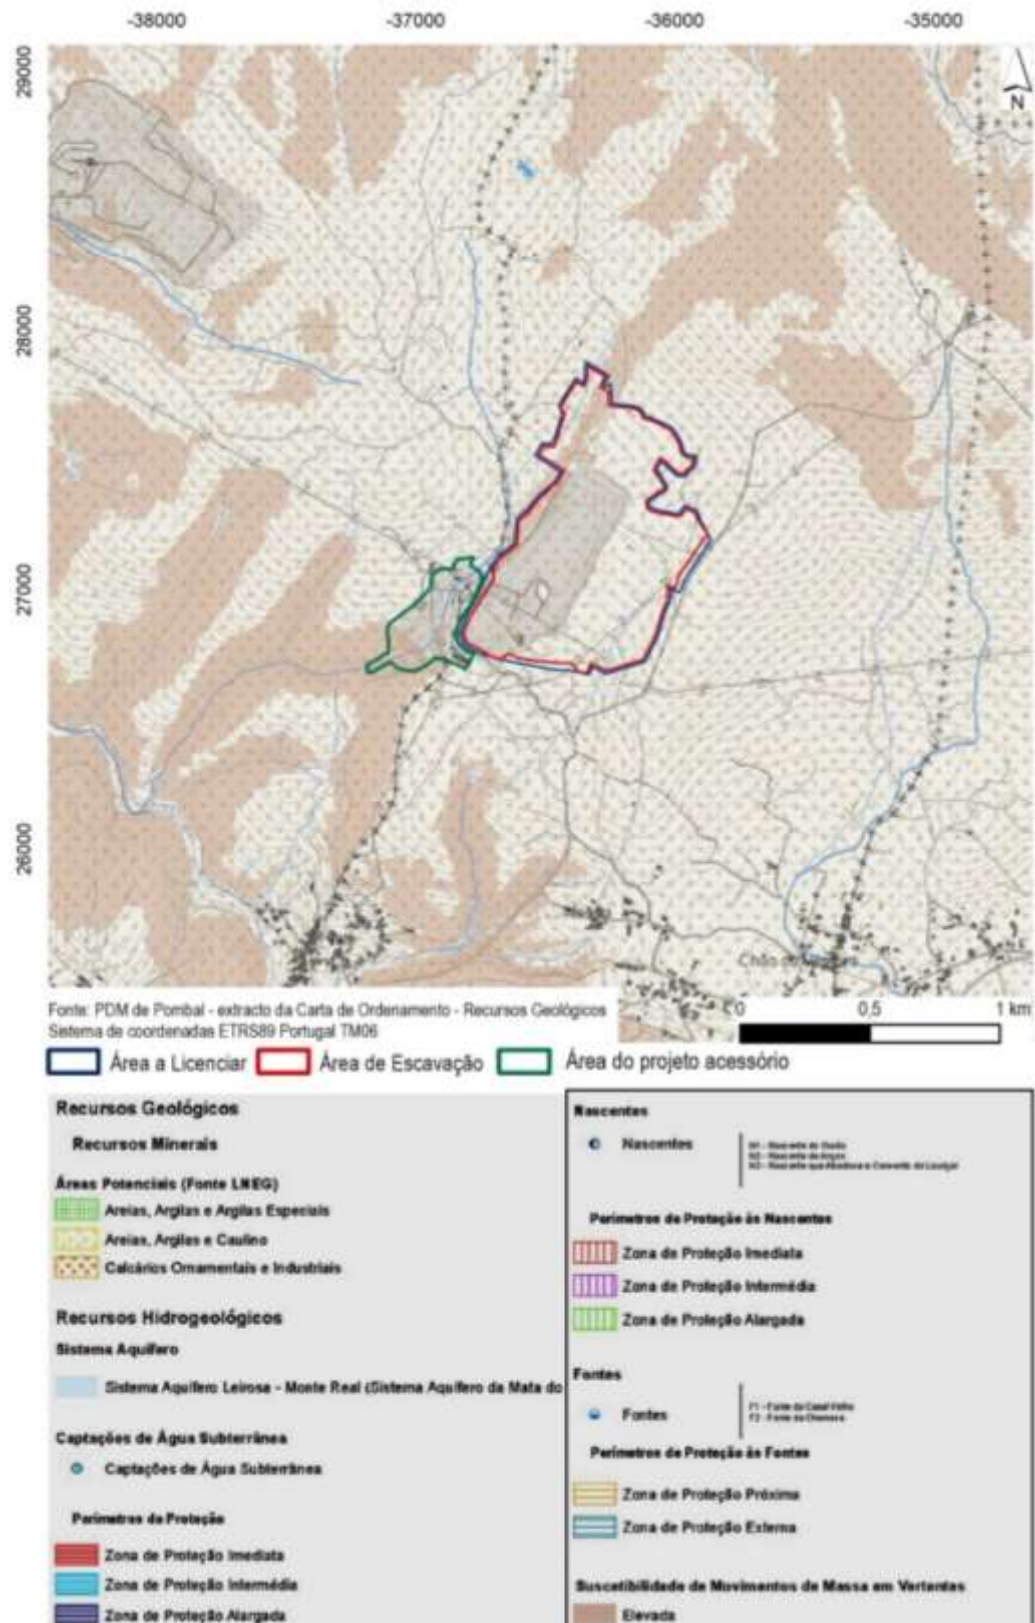 -38000 -37000 -36000 -35000
29000
28000
27000
26000
N
Fonte: PDM de Pombal - extracto da Carta de Ordenamento - Recursos Geológicos
Sistema de coordenadas ETRS89 Portugal TM06
0 0,5 1 km
Área a Licenciar Área de Escavação Área do projeto acessório
Recursos Geológicos
Recursos Minerais
Áreas Potenciais (Fonte LNEG)
Areias, Argilas e Argilas Especiais
Areias, Argilas e Caulino
Calcários Ornamentais e Industriais
Recursos Hidrogeológicos
Sistema Aquífero
Sistema Aquífero Leirosa - Monte Real (Sistema Aquífero da Mata do
Captações de Água Subterrânea
Captações de Água Subterrânea
Perímetros de Proteção
Zona de Proteção Imediata
Zona de Proteção Intermédia
Zona de Proteção Alargada
Nascentes
Nascentes
Perímetros de Proteção às Nascentes
Zona de Proteção Imediata
Zona de Proteção Intermédia
Zona de Proteção Alargada
Fontes
Fontes
Perímetros de Proteção às Fontes
Zona de Proteção Próxima
Zona de Proteção Externa
Suscetibilidade de Movimentos de Massa em Vertentes
Elevada